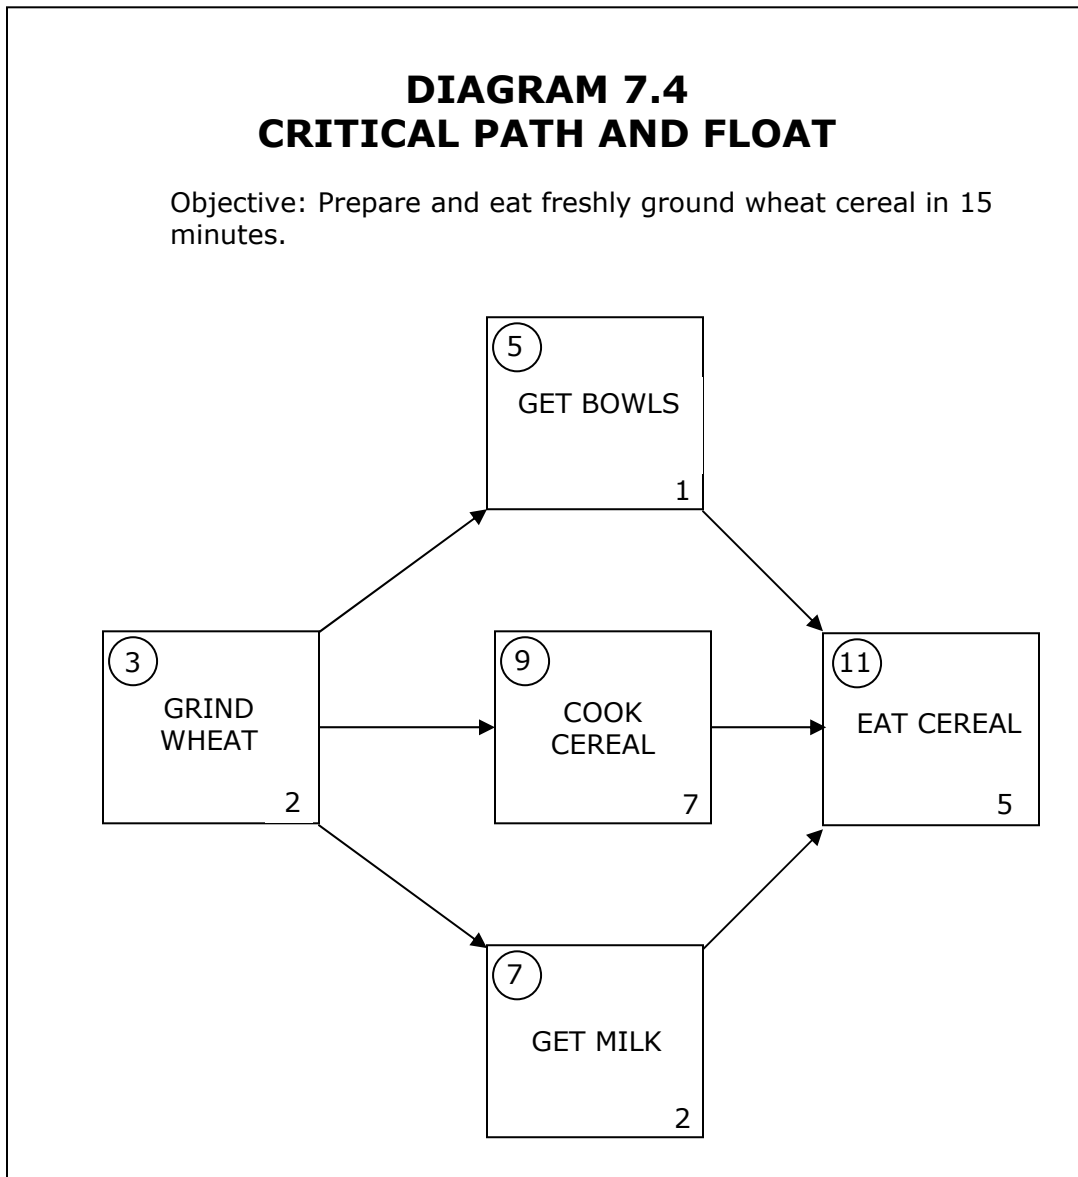 DIAGRAM 7.4
CRITICAL PATH AND FLOAT
Objective: Prepare and eat freshly ground wheat cereal in 15
minutes.
5
GET BOWLS
1
3
GRIND
WHEAT
2
9
COOK
CEREAL
7
11
EAT CEREAL
5
7
GET MILK
2